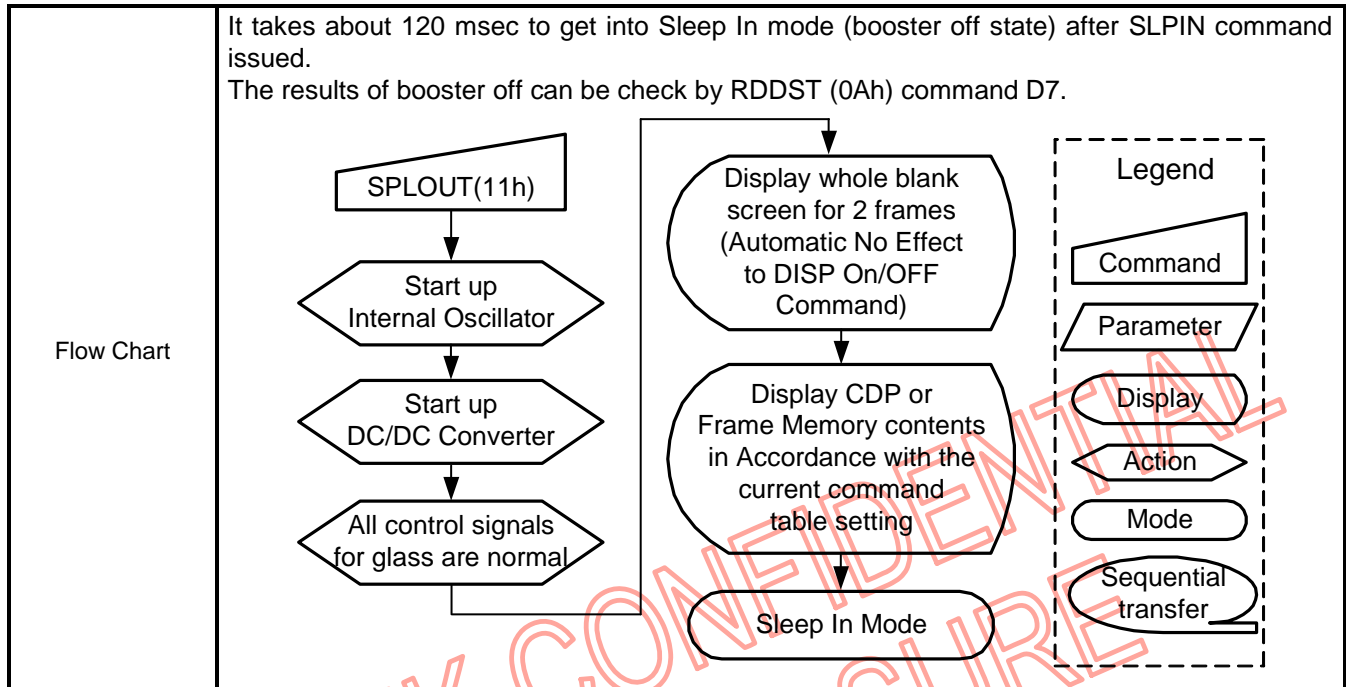 It takes about 120 msec to get into Sleep In mode (booster off state) after SLPIN command
issued.
The results of booster off can be check by RDDST (0Ah) command D7.
Flow Chart
SPLOUT(11h)
Start up
Internal Oscillator
Start up
DC/DC Converter
All control signals
for glass are normal
Display whole blank
screen for 2 frames
(Automatic No Effect
to DISP On/OFF
Command)
Display CDP or
Frame Memory contents
in Accordance with the
current command
table setting
Sleep In Mode
Legend
Command
Parameter
Display
Action
Mode
Sequential
transfer
CONFIDENTIAL